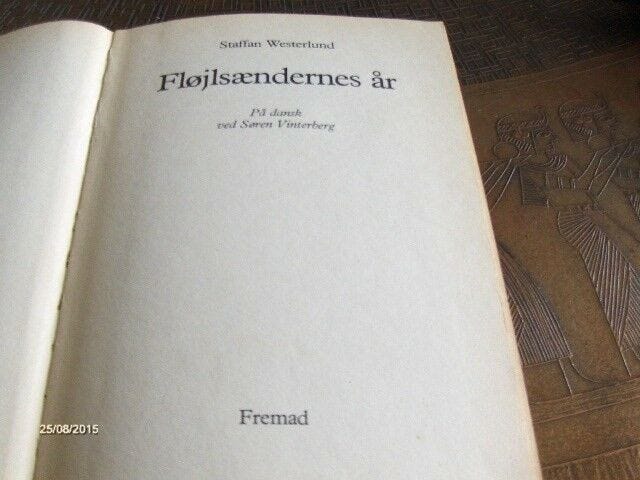 Staffan Westerlund
Fløjlsændernes år
På dansk
ved Søren Vinterberg
Fremad
25/08/2015